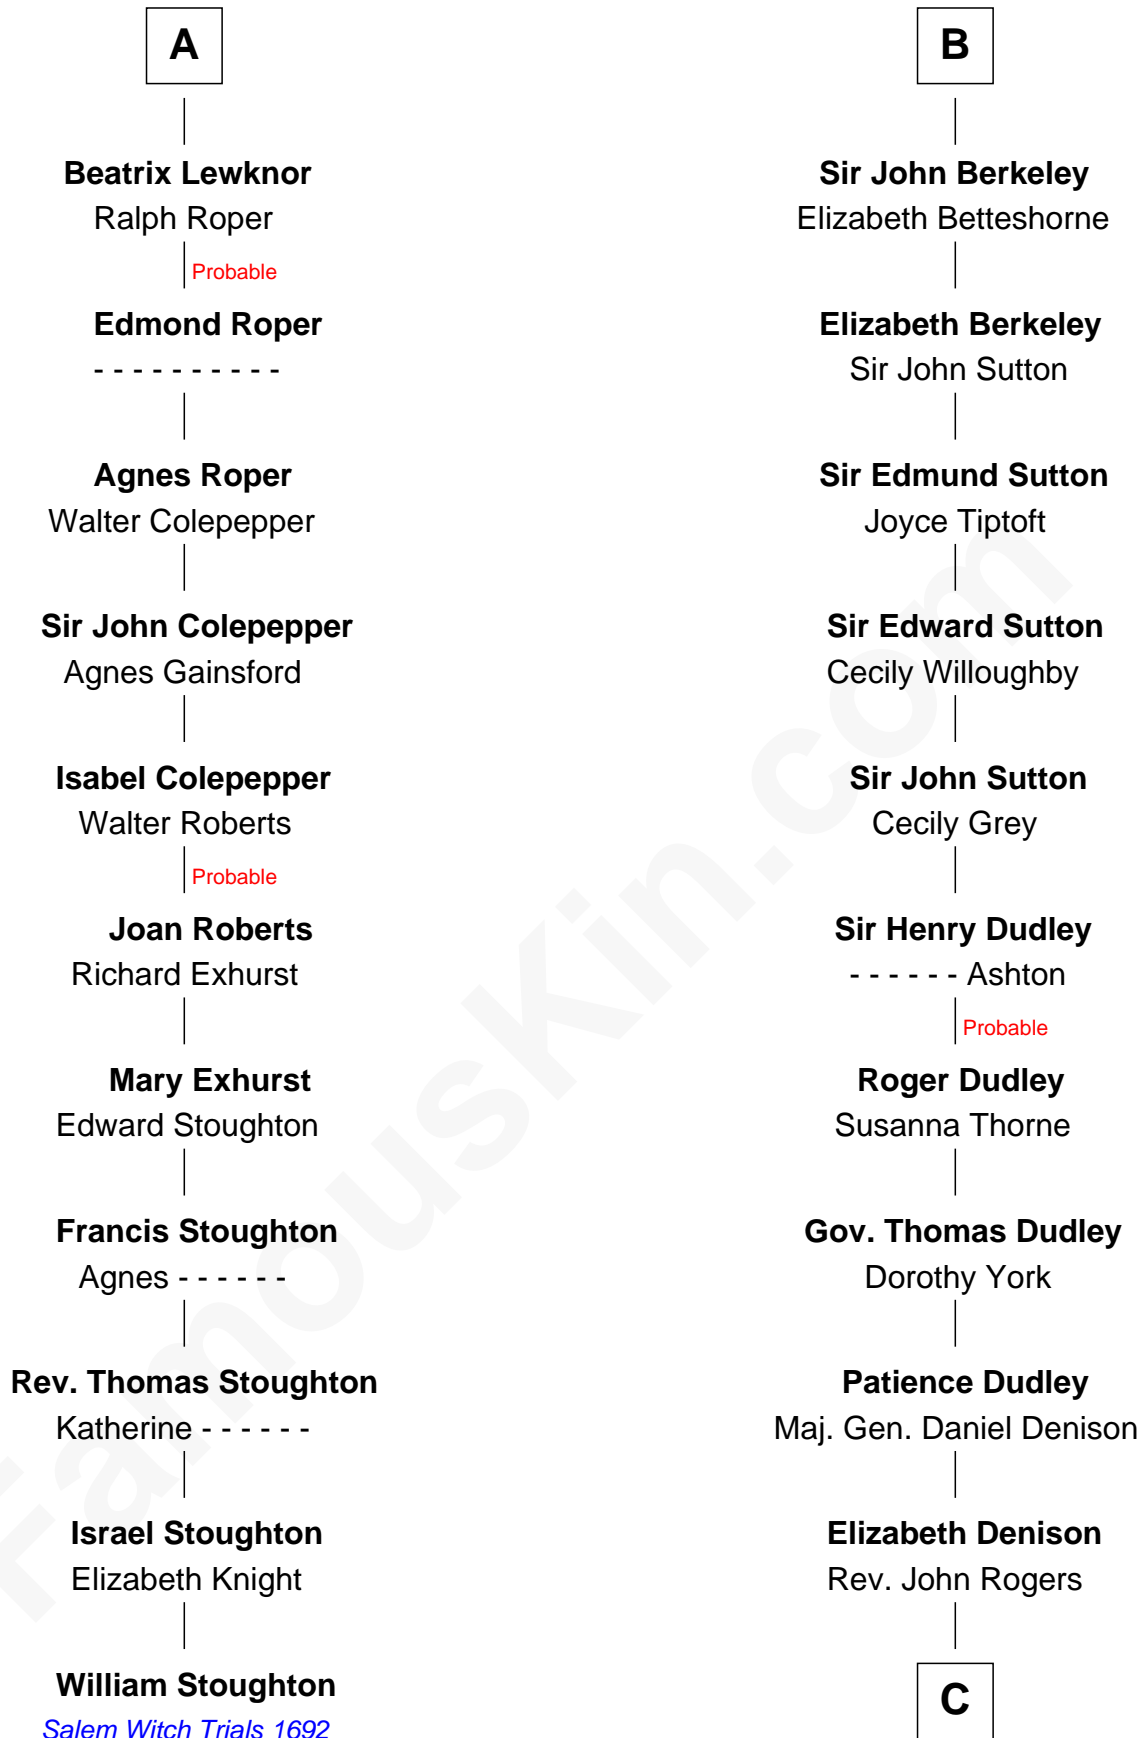 A
Beatrix Lewknor
Ralph Roper
Probable
Edmond Roper
- - - - - - - - - -
Agnes Roper
Walter Colepepper
Sir John Colepepper
Agnes Gainsford
Isabel Colepepper
Walter Roberts
Probable
Joan Roberts
Richard Exhurst
Mary Exhurst
Edward Stoughton
Francis Stoughton
Agnes - - - - - -
Rev. Thomas Stoughton
Katherine - - - - - -
Israel Stoughton
Elizabeth Knight
William Stoughton
Salem Witch Trials 1692
B
Sir John Berkeley
Elizabeth Betteshorne
Elizabeth Berkeley
Sir John Sutton
Sir Edmund Sutton
Joyce Tiptoft
Sir Edward Sutton
Cecily Willoughby
Sir John Sutton
Cecily Grey
Sir Henry Dudley
- - - - - - Ashton
Probable
Roger Dudley
Susanna Thorne
Gov. Thomas Dudley
Dorothy York
Patience Dudley
Maj. Gen. Daniel Denison
Elizabeth Denison
Rev. John Rogers
C
FamousKin.com